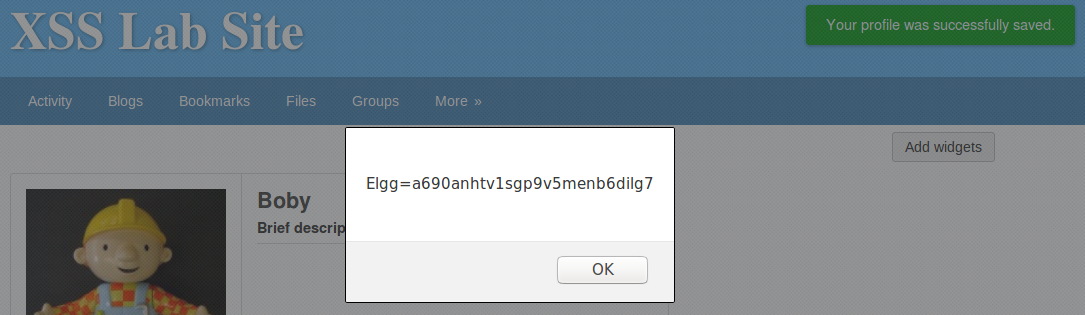 XSS Lab Site
Your profile was successfully saved.
Activity Blogs Bookmarks Files Groups More »
Add widgets
Elgg=a690anhtv1sgp9v5menb6dilg7
Boby
Brief descrip
OK